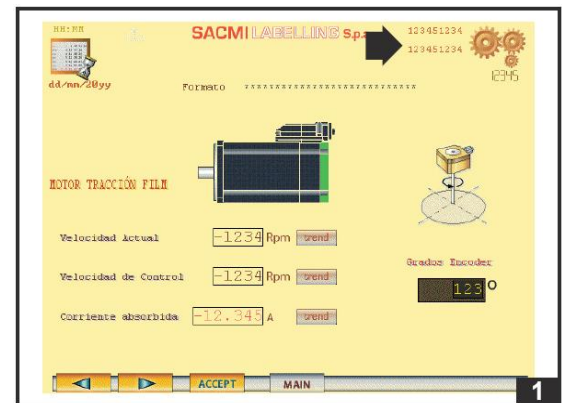 HH:MM
SACMI LABELLING S.p.
123451234
123451234
12345
dd/mm/20yy
Formato
MOTOR TRACCIÓN FILM
Velocidad Actual -1234 Rpm trend
Velocidad de Control -1234 Rpm trend
Corriente absorbida -12.345 A trend
Grados Encoder
123 °
ACCEPT MAIN
1